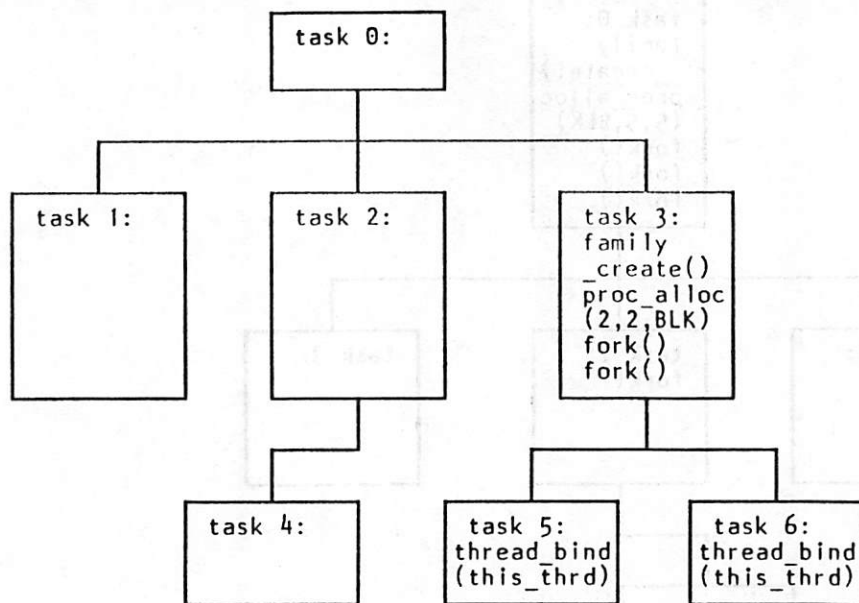 task 0:
task 1:
task 2:
task 3:
family
_create()
proc_alloc
(2,2,BLK)
fork()
fork()
task 4:
task 5:
thread_bind
(this_thrd)
task 6:
thread_bind
(this_thrd)